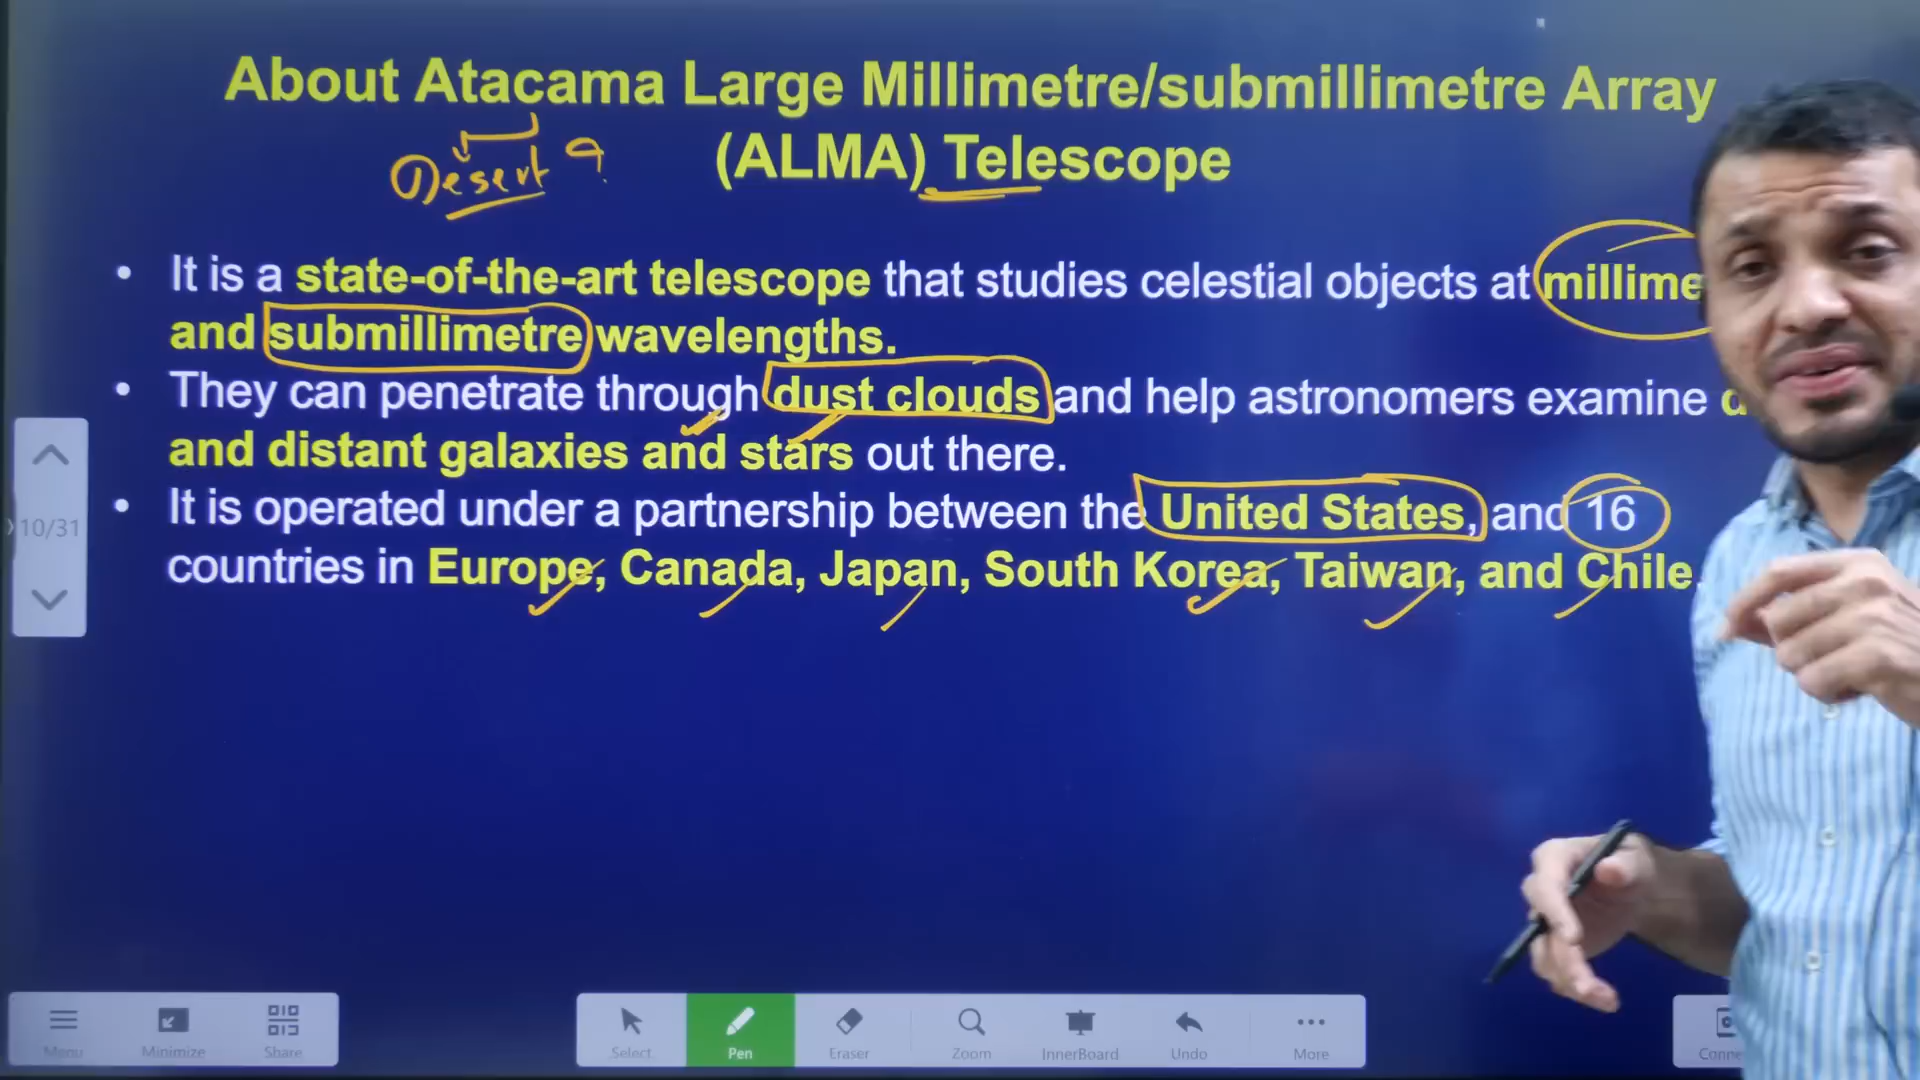 About Atacama Large Millimetre/submillimetre Array
(ALMA) Telescope
Desert ?
• It is a state-of-the-art telescope that studies celestial objects at millime
and submillimetre wavelengths.
• They can penetrate through dust clouds and help astronomers examine d
and distant galaxies and stars out there.
• It is operated under a partnership between the United States, and 16
countries in Europe, Canada, Japan, South Korea, Taiwan, and Chile.
10/31
Menu Minimize Share Select Pen Eraser Zoom InnerBoard Undo More Conne